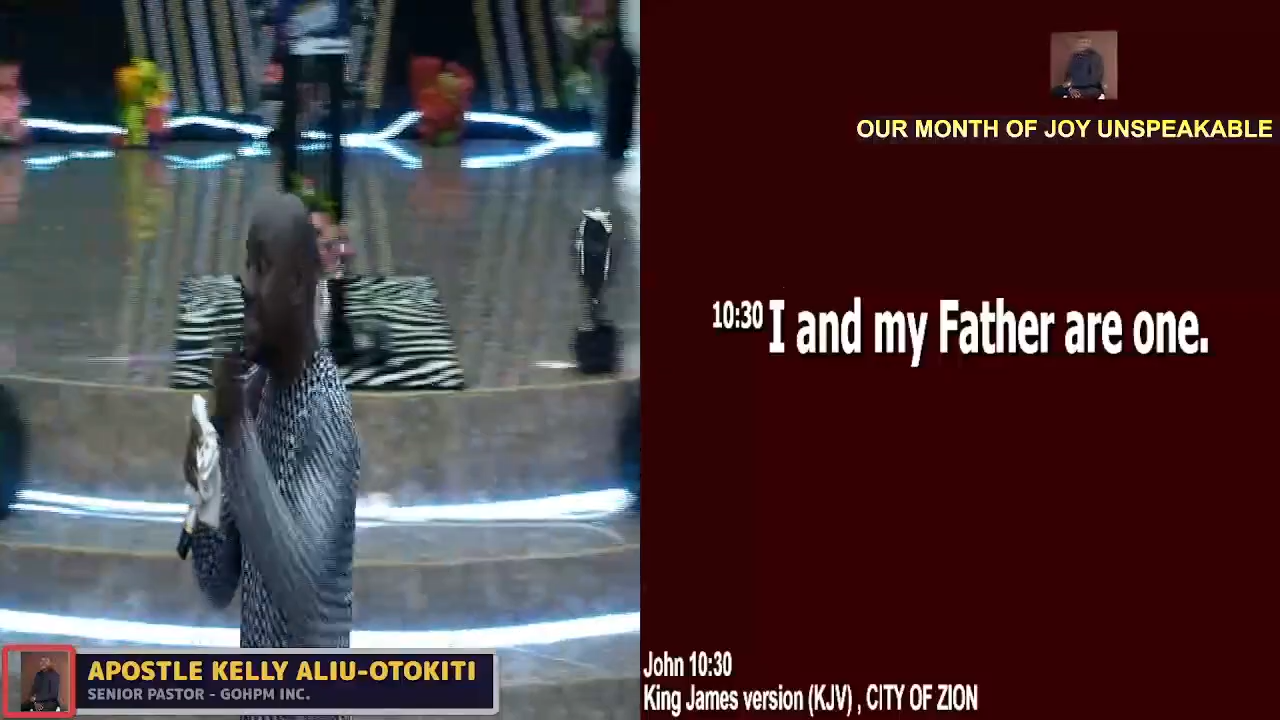 OUR MONTH OF JOY UNSPEAKABLE
10:30 I and my Father are one.
John 10:30
King James version (KJV) , CITY OF ZION
APOSTLE KELLY ALIU-OTOKITI
SENIOR PASTOR - GOHPM INC.